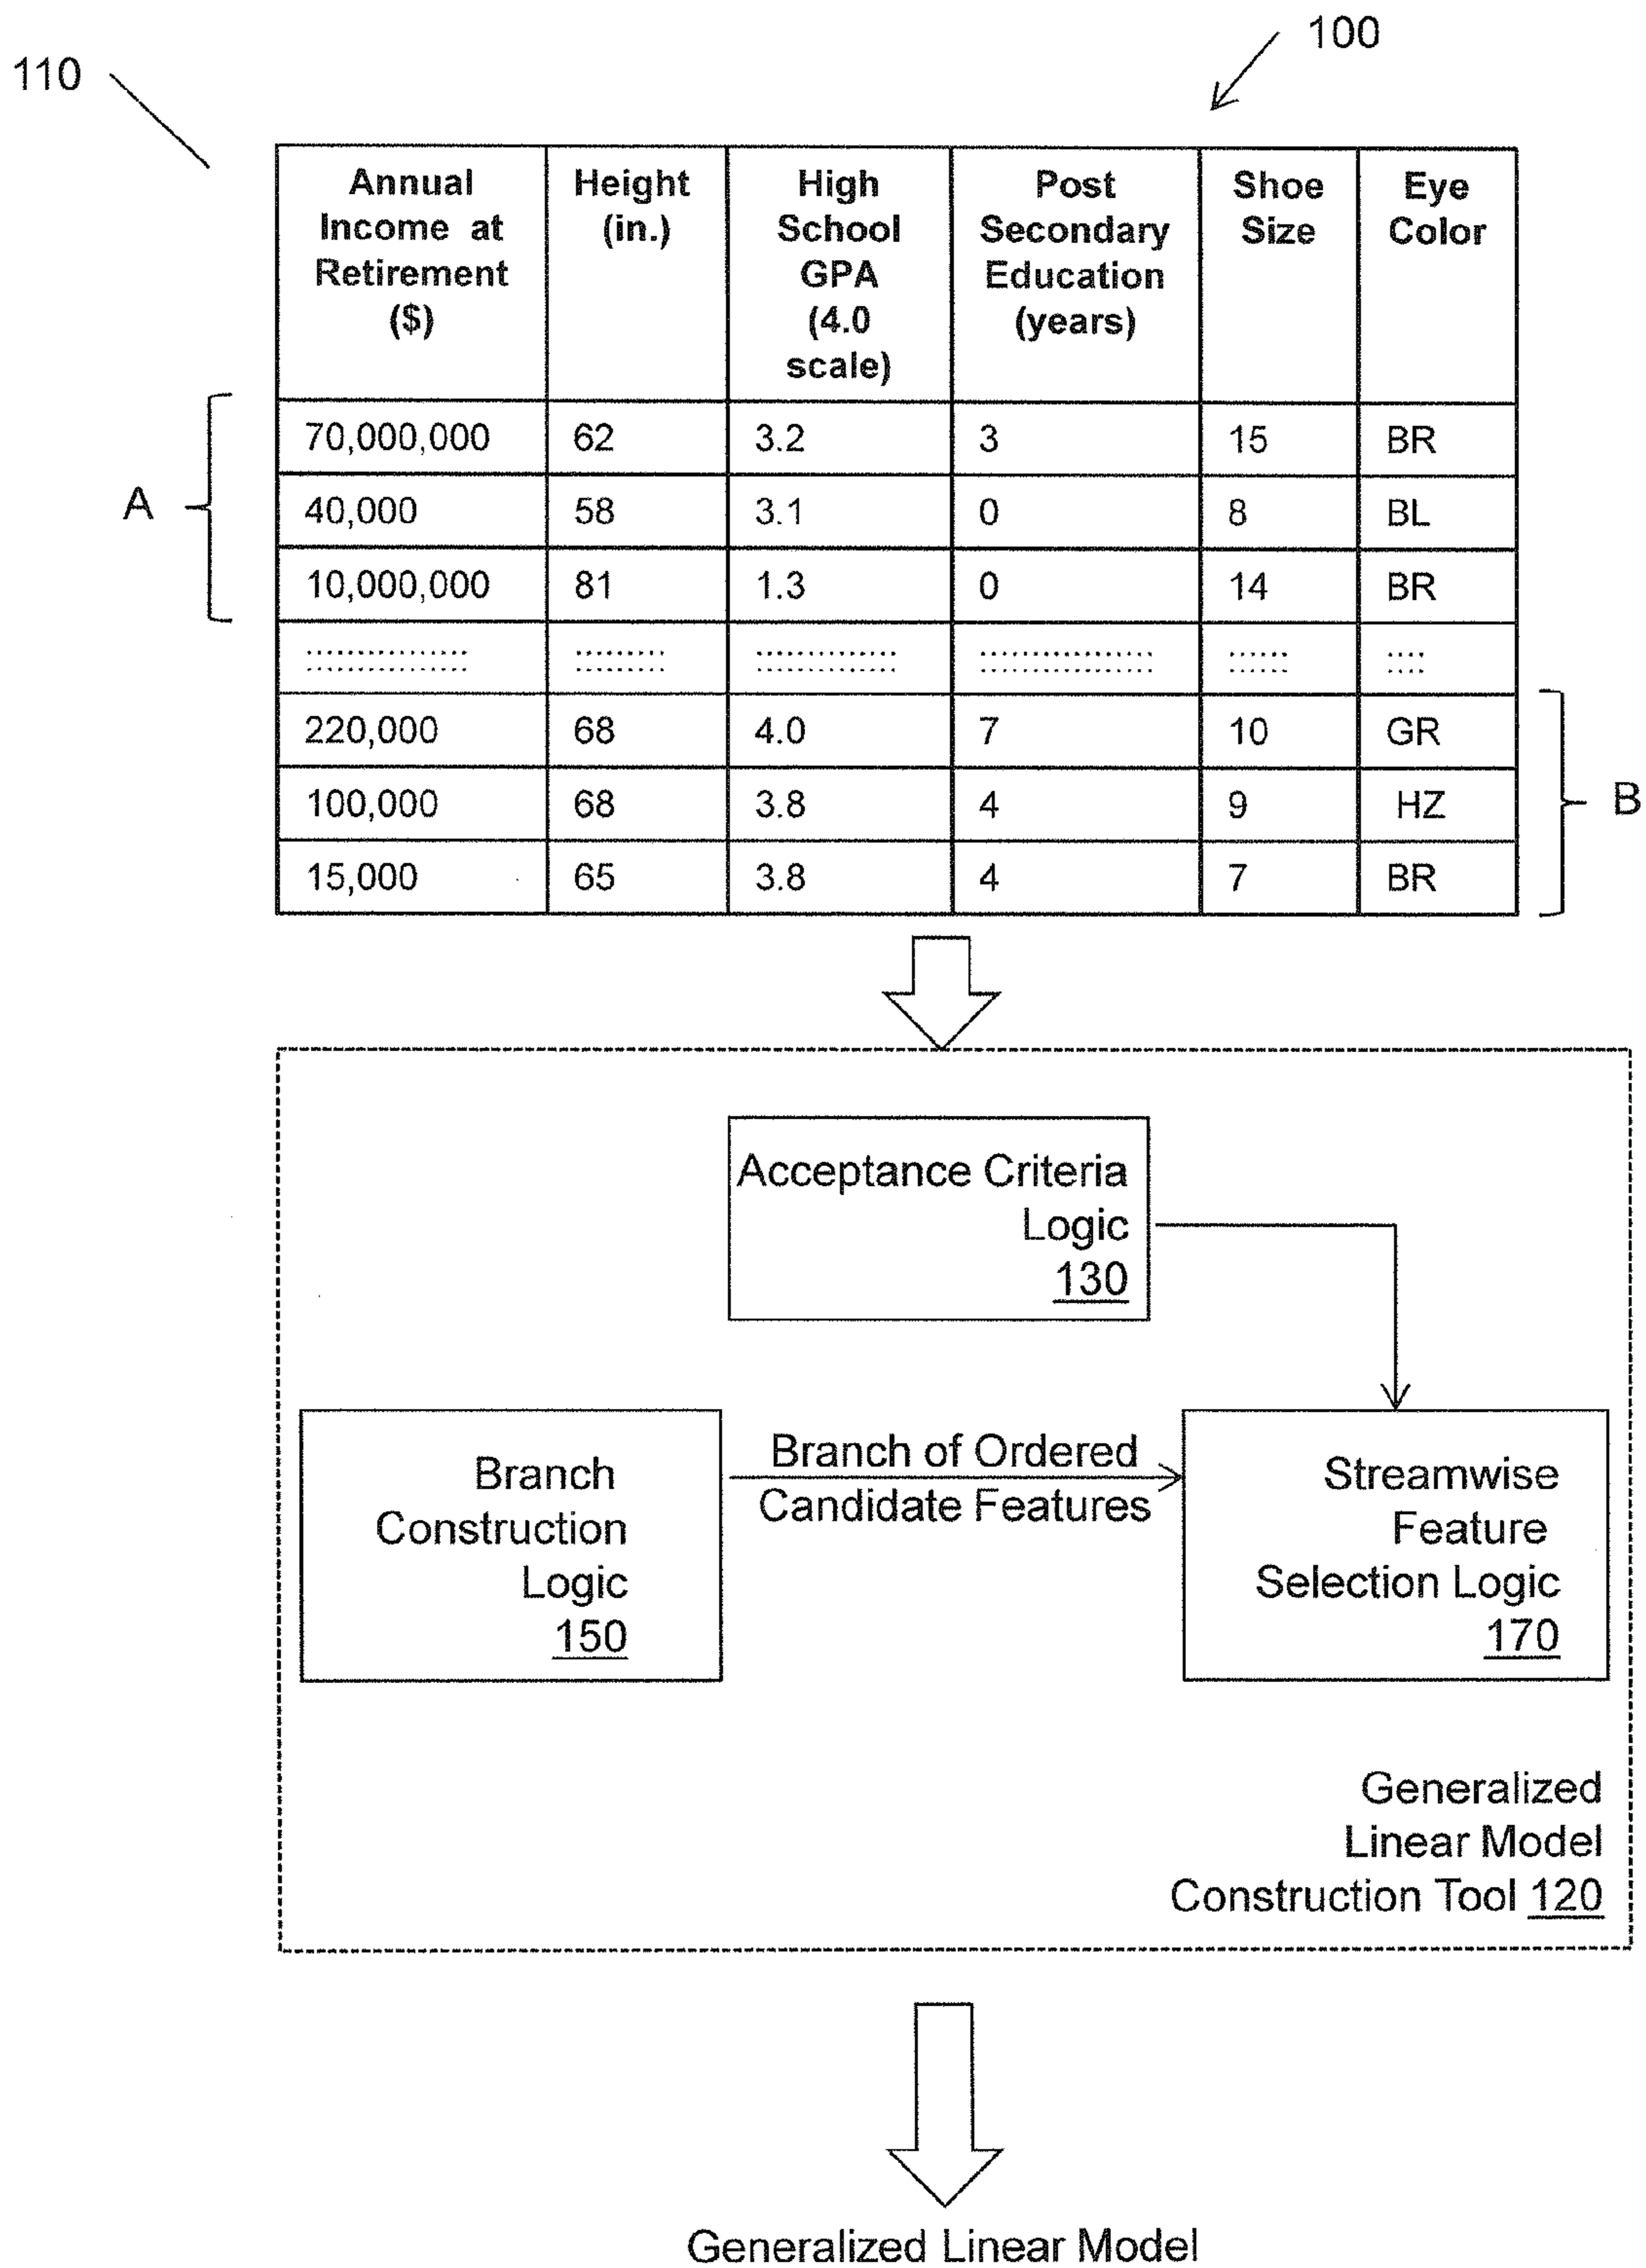 100
110
Annual Income at Retirement ($) Height (in.) High School GPA (4.0 scale) Post Secondary Education (years) Shoe Size Eye Color
70,000,000 62 3.2 3 15 BR
A 40,000 58 3.1 0 8 BL
10,000,000 81 1.3 0 14 BR
220,000 68 4.0 7 10 GR
100,000 68 3.8 4 9 HZ B
15,000 65 3.8 4 7 BR
Acceptance Criteria
Logic
130
Branch
Construction
Logic
150
Branch of Ordered
Candidate Features
Streamwise
Feature
Selection Logic
170
Generalized
Linear Model
Construction Tool 120
Generalized Linear Model